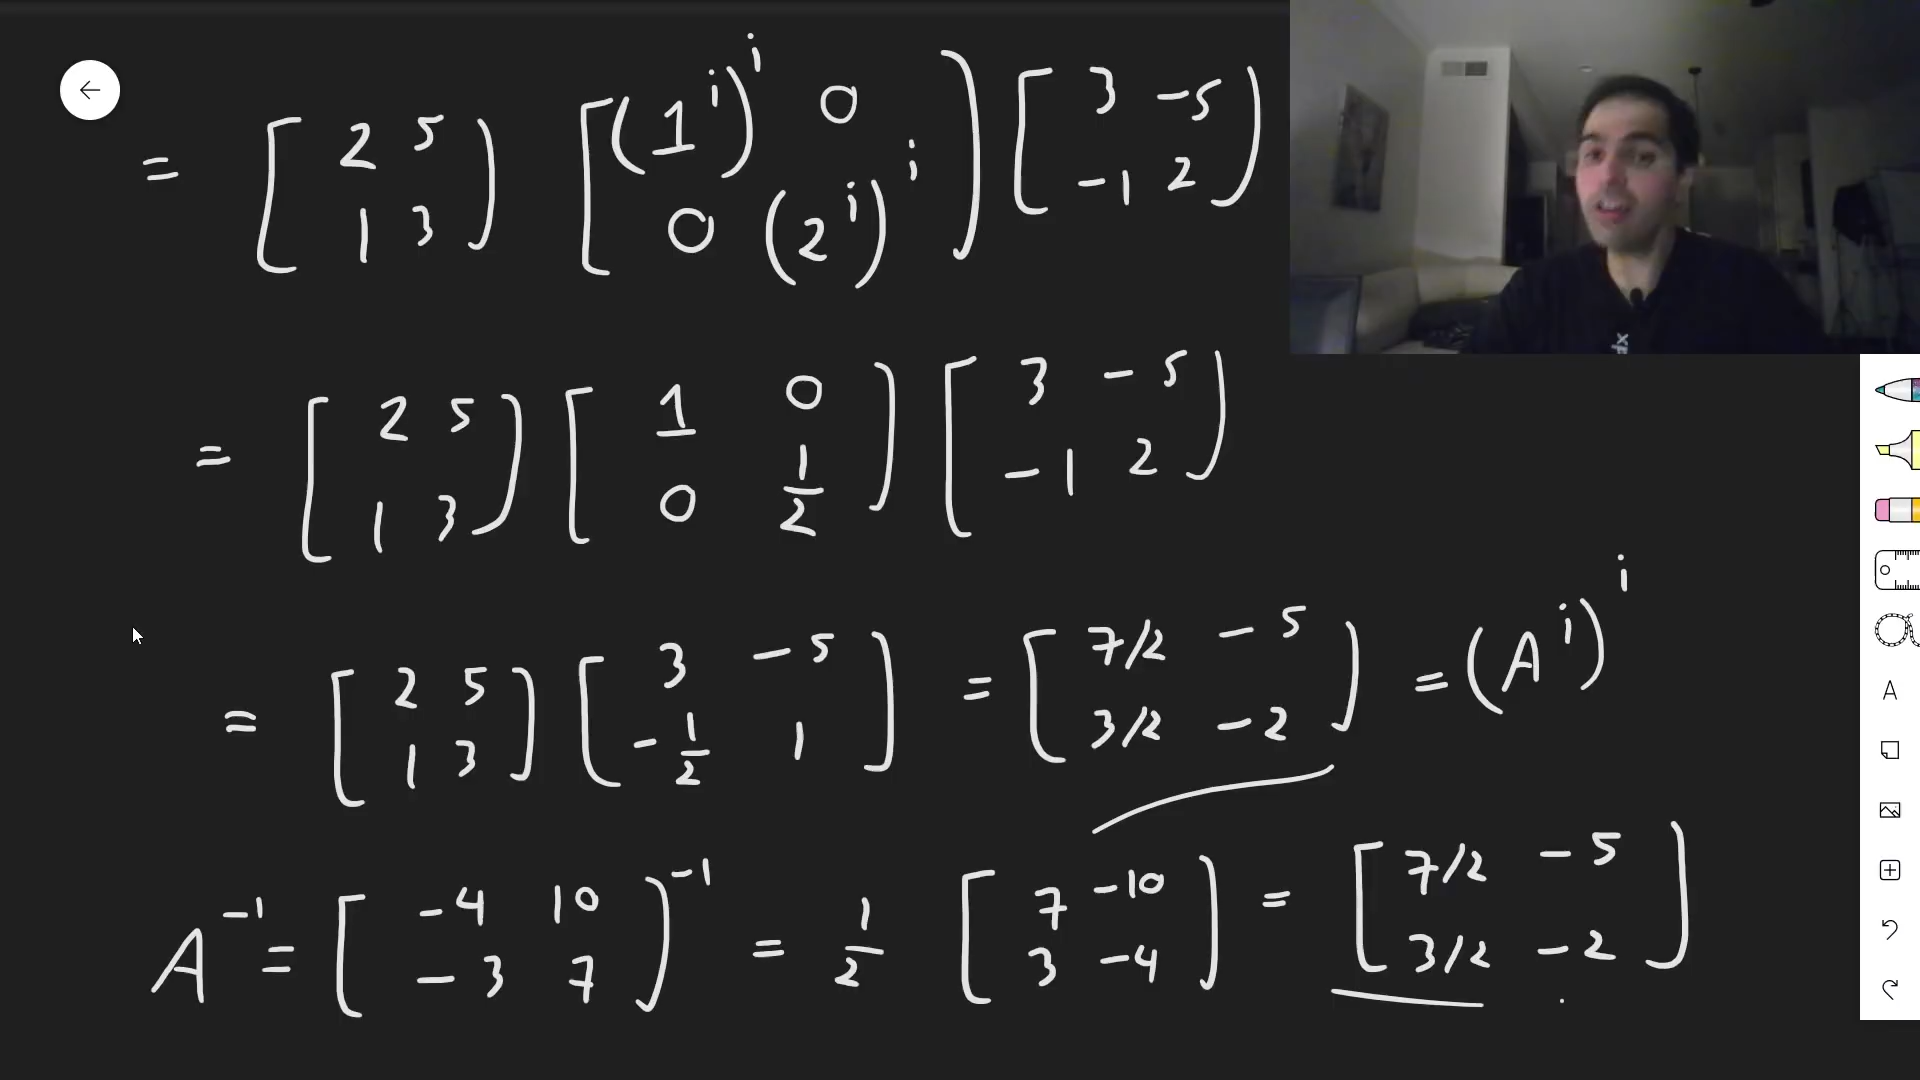 = [2 5 1 3] [(1^i)^i 0 0 (2^i)^i] [3 -5 -1 2]
= [2 5 1 3] [1 0 0 1/2] [3 -5 -1 2]
= [2 5 1 3] [3 -5 -1/2 1] = [7/2 -5 3/2 -2] = (A^i)^i
A^-1 = [-4 10 -3 7]^-1 = 1/2 [7 -10 3 -4] = [7/2 -5 3/2 -2]
A